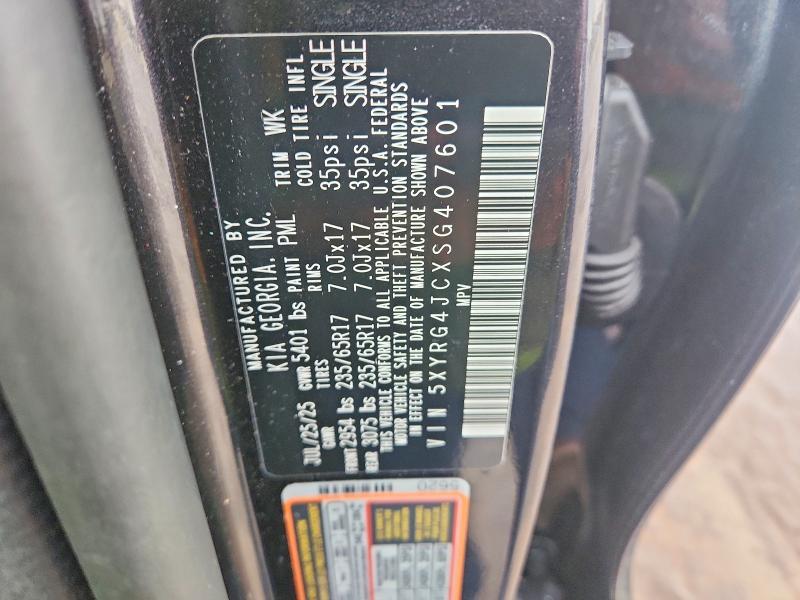 MANUFACTURED BY
KIA GEORGIA, INC.
JUL/25/25 GVWR 5401 lbs PAINT PML TRIM WK
GWR TIRES RIMS COLD TIRE INFL
FRONT 2954 lbs 235/65R17 7.0Jx17 35psi SINGLE
REAR 3075 lbs 235/65R17 7.0Jx17 35psi SINGLE
THIS VEHICLE CONFORMS TO ALL APPLICABLE U.S.A. FEDERAL
MOTOR VEHICLE SAFETY AND THEFT PREVENTION STANDARDS
IN EFFECT ON THE DATE OF MANUFACTURE SHOWN ABOVE
VIN 5XYRG4JCXSG407601
MPV
5620